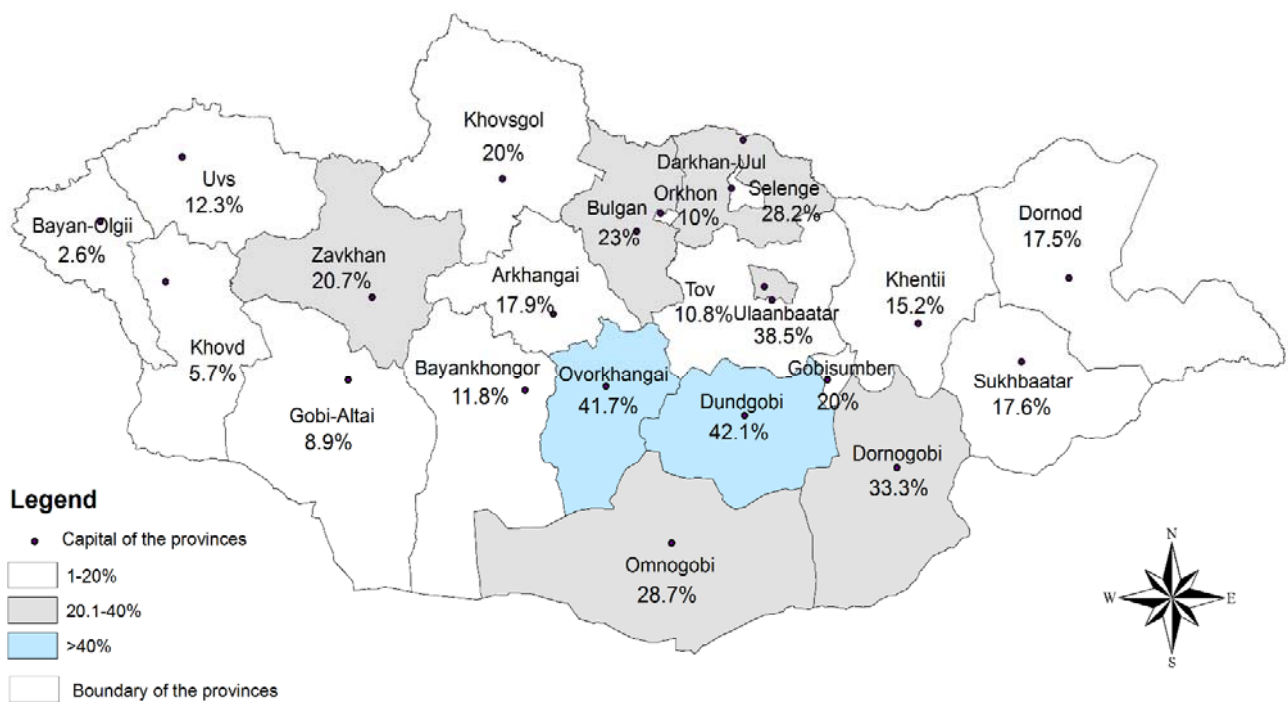 Khovsgol
20%
Uvs
12.3%
Bayan-Olgii
2.6%
Zavkhan
20.7%
Khovd
5.7%
Gobi-Altai
8.9%
Arkhangai
17.9%
Bayankhongor
11.8%
Ovorkhangai
41.7%
Bulgan
23%
Darkhan-Uul
Orkhon
10%
Selenge
28.2%
Tov
10.8%
Ulaanbaatar
38.5%
Khentii
15.2%
Dornod
17.5%
Sukhbaatar
17.6%
Gobisumber
20%
Dundgobi
42.1%
Dornogobi
33.3%
Omnogobi
28.7%
Legend
Capital of the provinces
1-20%
20.1-40%
>40%
Boundary of the provinces
N
W
E
S